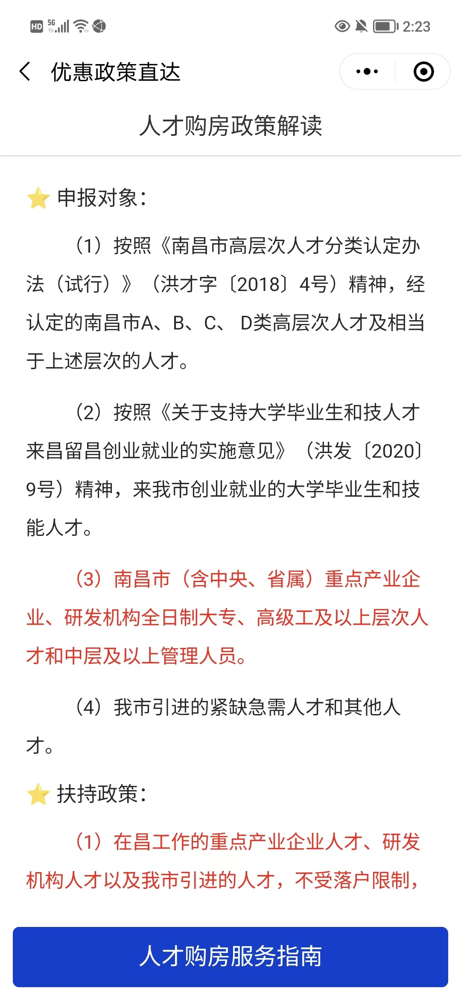 HD 5G 2:23
优惠政策直达
人才购房政策解读
申报对象：
（1）按照《南昌市高层次人才分类认定办
法（试行）》（洪才字〔2018〕4号）精神，经
认定的南昌市A、B、C、 D类高层次人才及相当
于上述层次的人才。
（2）按照《关于支持大学毕业生和技人才
来昌留昌创业就业的实施意见》（洪发〔2020〕
9号）精神，来我市创业就业的大学毕业生和技
能人才。
（3）南昌市（含中央、省属）重点产业企
业、研发机构全日制大专、高级工及以上层次人
才和中层及以上管理人员。
（4）我市引进的紧缺急需人才和其他人
才。
扶持政策：
（1）在昌工作的重点产业企业人才、研发
机构人才以及我市引进的人才，不受落户限制，
人才购房服务指南